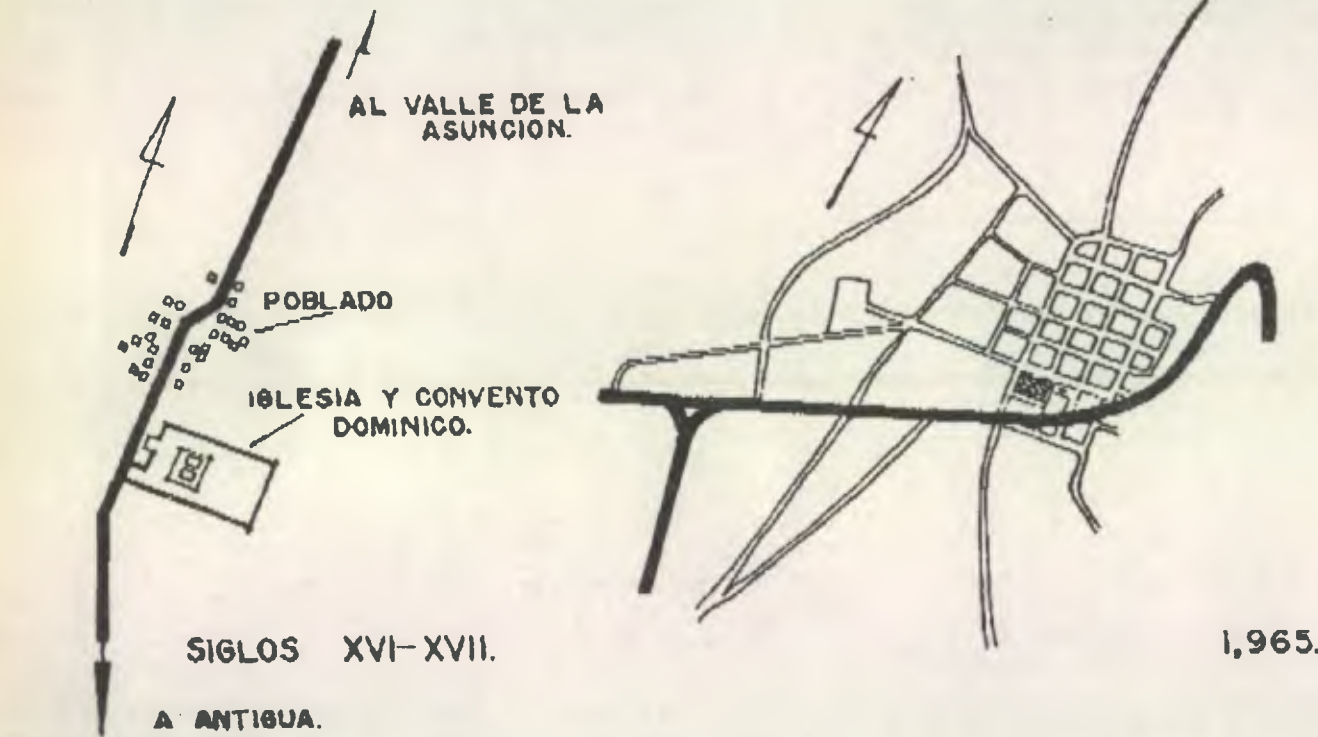 AL VALLE DE LA
ASUNCION.
POBLADO
IGLESIA Y CONVENTO
DOMINICO.
SIGLOS XVI-XVII.
A ANTIGUA.
1,965.